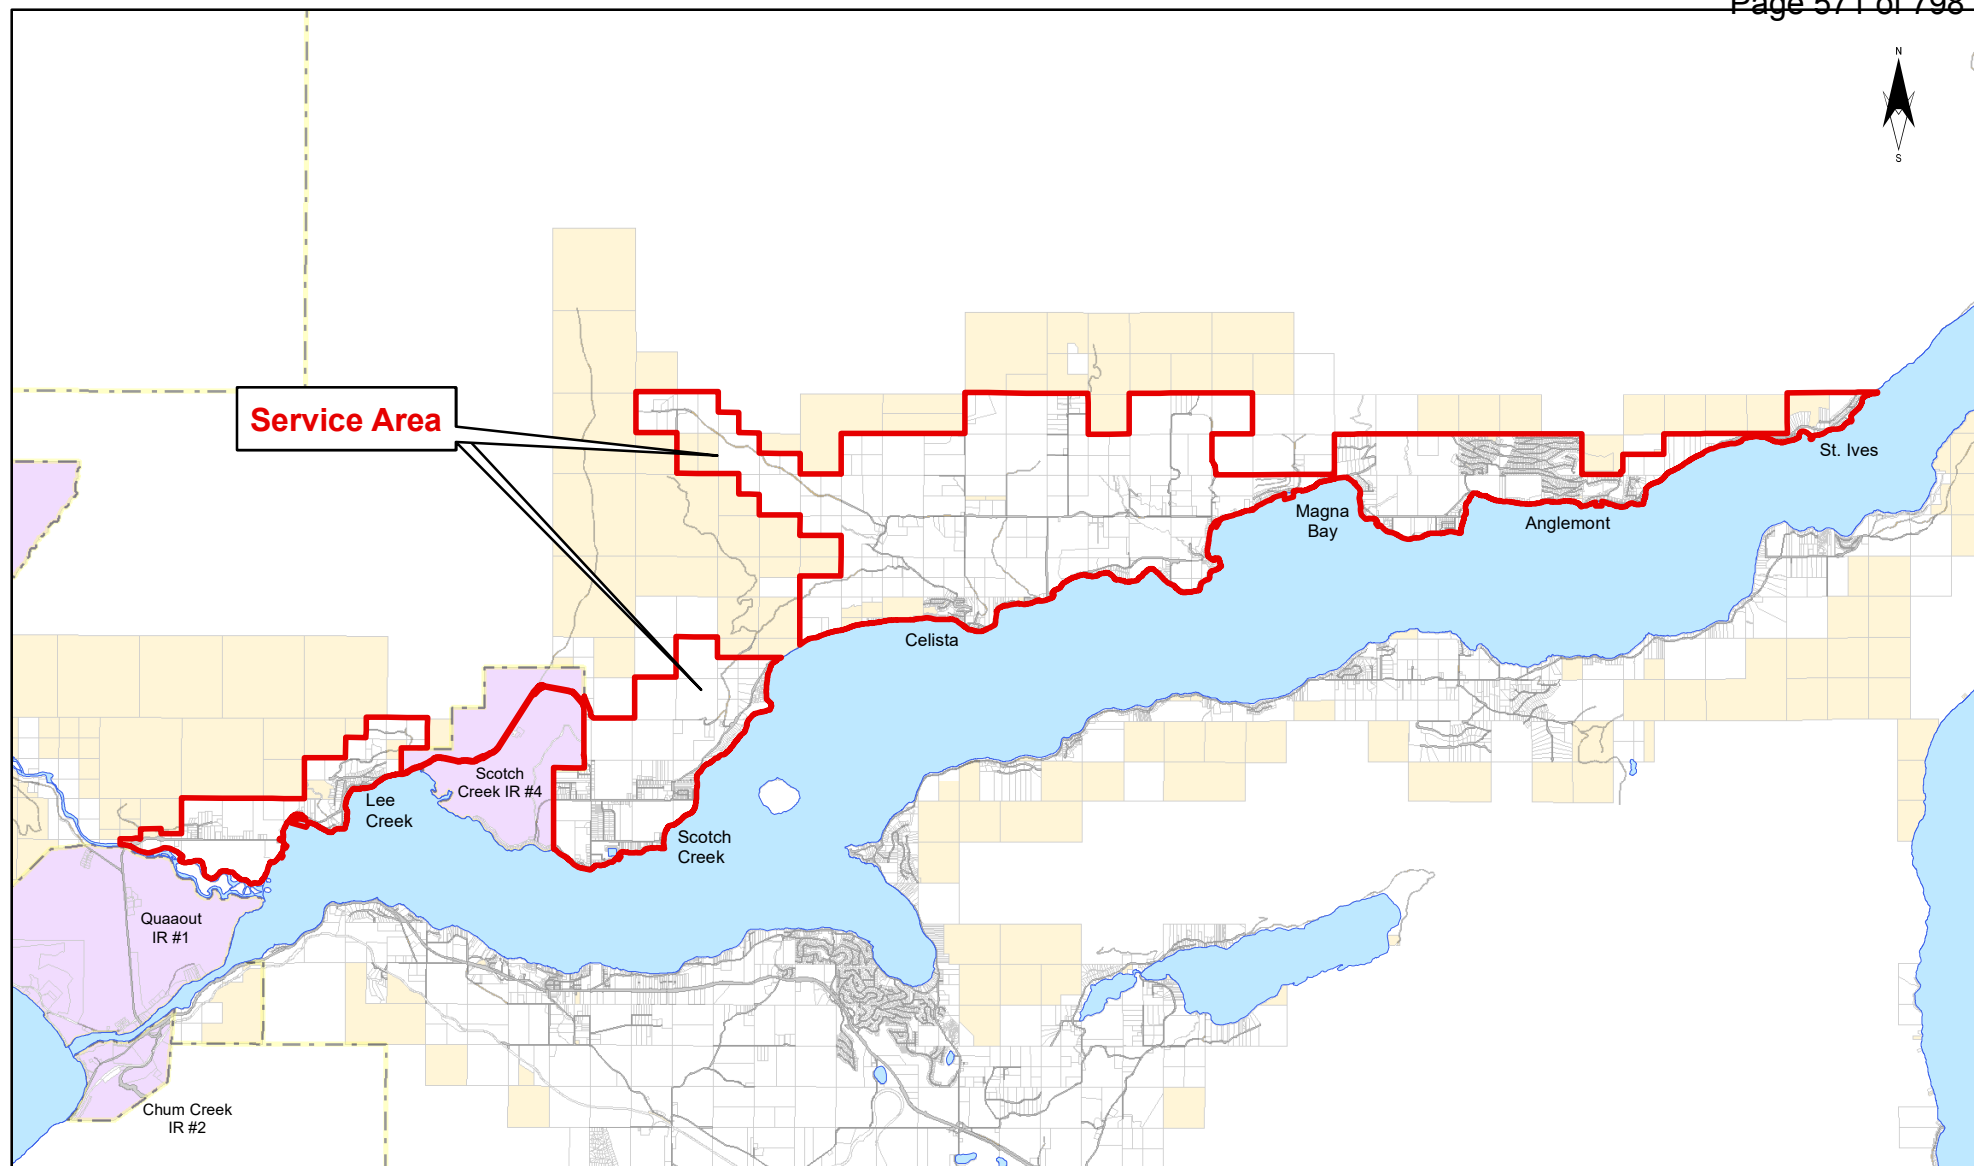 Page 571 of 798
N
S
Service Area
St. Ives
Magna
Bay
Anglemont
Celista
Scotch
Creek IR #4
Lee
Creek
Scotch
Creek
Quaaout
IR #1
Chum Creek
IR #2